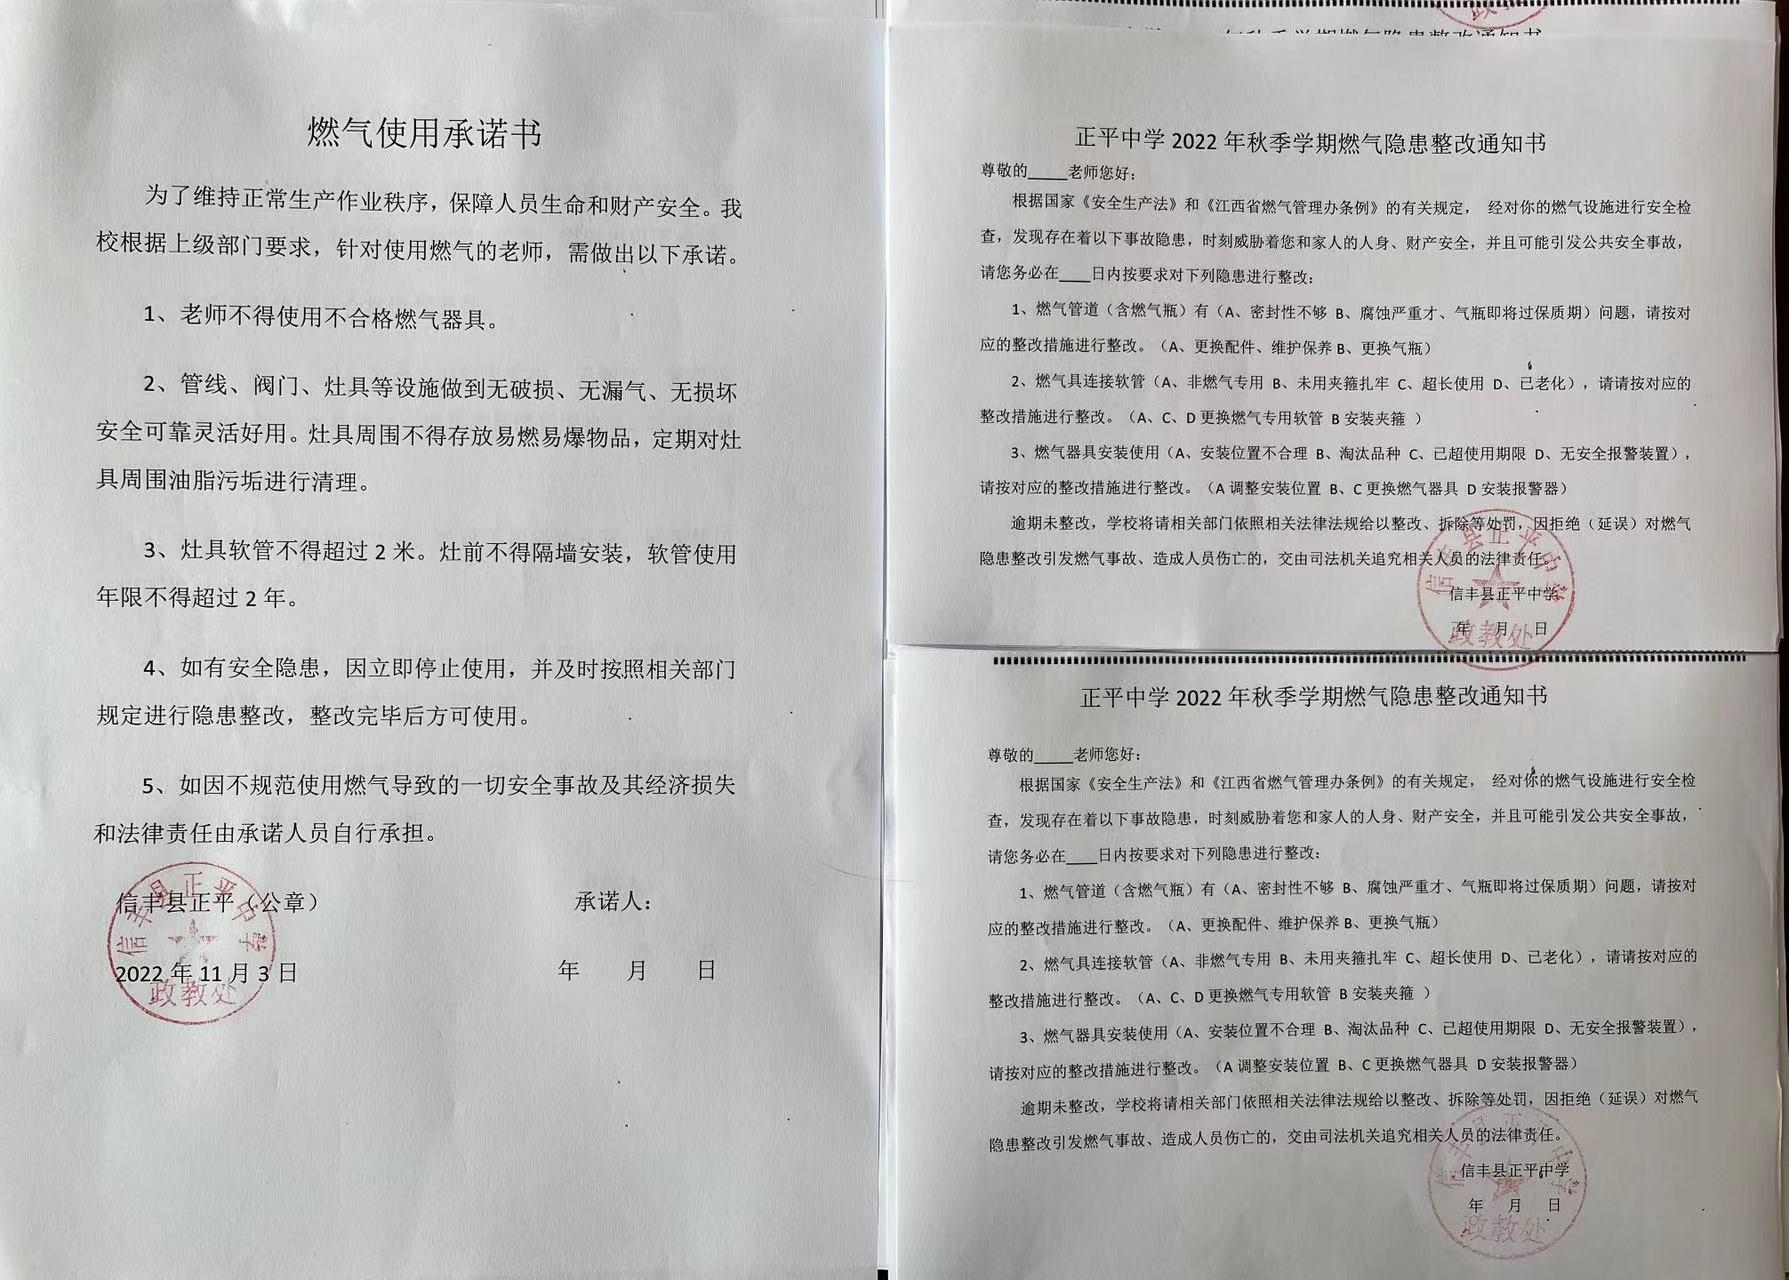 燃气使用承诺书
为了维持正常生产作业秩序，保障人员生命和财产安全。我
校根据上级部门要求，针对使用燃气的老师，需做出以下承诺。
1、老师不得使用不合格燃气器具。
2、管线、阀门、灶具等设施做到无破损、无漏气、无损坏
安全可靠灵活好用。灶具周围不得存放易燃易爆物品，定期对灶
具周围油脂污垢进行清理。
3、灶具软管不得超过 2 米。灶前不得隔墙安装，软管使用
年限不得超过 2 年。
4、如有安全隐患，因立即停止使用，并及时按照相关部门
规定进行隐患整改，整改完毕后方可使用。
5、如因不规范使用燃气导致的一切安全事故及其经济损失
和法律责任由承诺人员自行承担。
信丰县正平（公章） 承诺人：
2022 年 11 月 3 日 年 月 日
信丰县正平中学
政教处
年秋季学期燃气隐患整改通知书
正平中学 2022 年秋季学期燃气隐患整改通知书
尊敬的____老师您好：
根据国家《安全生产法》和《江西省燃气管理办条例》的有关规定， 经对你的燃气设施进行安全检
查，发现存在着以下事故隐患，时刻威胁着您和家人的人身、财产安全，并且可能引发公共安全事故，
请您务必在____日内按要求对下列隐患进行整改：
1、燃气管道（含燃气瓶）有（A、密封性不够 B、腐蚀严重才、气瓶即将过保质期）问题，请按对
应的整改措施进行整改。（A、更换配件、维护保养 B、更换气瓶）
2、燃气具连接软管（A、非燃气专用 B、未用夹箍扎牢 C、超长使用 D、已老化），请请按对应的
整改措施进行整改。（A、C、D 更换燃气专用软管 B 安装夹箍 ）
3、燃气器具安装使用（A、安装位置不合理 B、淘汰品种 C、已超使用期限 D、无安全报警装置），
请按对应的整改措施进行整改。（A 调整安装位置 B、C 更换燃气器具 D 安装报警器）
逾期未整改，学校将请相关部门依照相关法律法规给以整改、拆除等处罚，因拒绝（延误）对燃气
隐患整改引发燃气事故、造成人员伤亡的，交由司法机关追究相关人员的法律责任。
信丰县正平中学
年 月 日
信丰县正平中学
政教处
正平中学 2022 年秋季学期燃气隐患整改通知书
尊敬的____老师您好：
根据国家《安全生产法》和《江西省燃气管理办条例》的有关规定， 经对你的燃气设施进行安全检
查，发现存在着以下事故隐患，时刻威胁着您和家人的人身、财产安全，并且可能引发公共安全事故，
请您务必在____日内按要求对下列隐患进行整改：
1、燃气管道（含燃气瓶）有（A、密封性不够 B、腐蚀严重才、气瓶即将过保质期）问题，请按对
应的整改措施进行整改。（A、更换配件、维护保养 B、更换气瓶）
2、燃气具连接软管（A、非燃气专用 B、未用夹箍扎牢 C、超长使用 D、已老化），请请按对应的
整改措施进行整改。（A、C、D 更换燃气专用软管 B 安装夹箍 ）
3、燃气器具安装使用（A、安装位置不合理 B、淘汰品种 C、已超使用期限 D、无安全报警装置），
请按对应的整改措施进行整改。（A 调整安装位置 B、C 更换燃气器具 D 安装报警器）
逾期未整改，学校将请相关部门依照相关法律法规给以整改、拆除等处罚，因拒绝（延误）对燃气
隐患整改引发燃气事故、造成人员伤亡的，交由司法机关追究相关人员的法律责任。
信丰县正平中学
年 月 日
信丰县正平中学
政教处